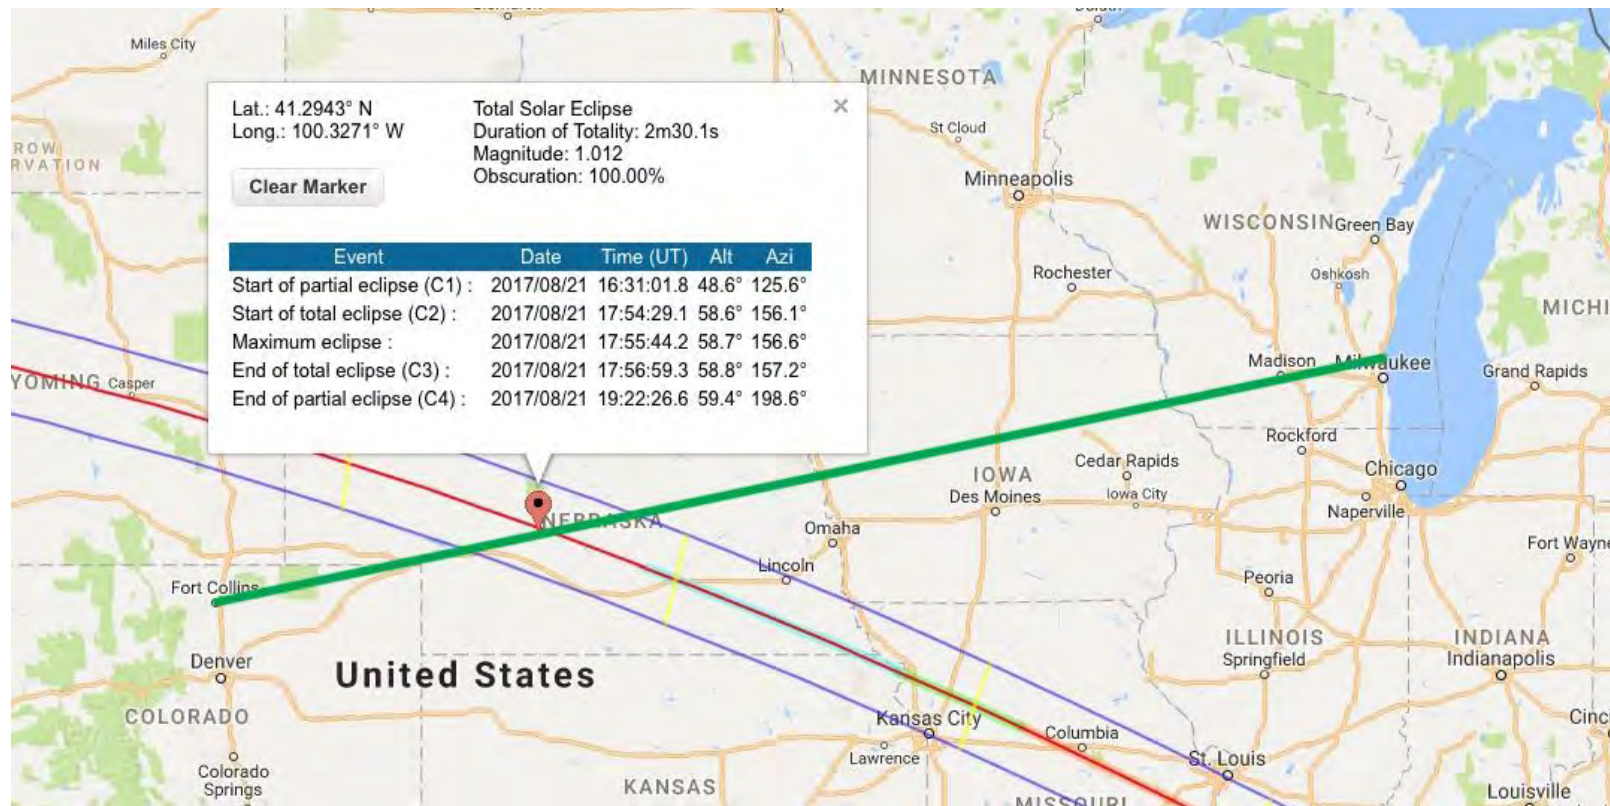 Miles City
MINNESOTA
St Cloud
Minneapolis
WISCONSIN
Green Bay
Oshkosh
Rochester
MICHI
Lat.: 41.2943° N
Long.: 100.3271° W
Clear Marker
Total Solar Eclipse
Duration of Totality: 2m30.1s
Magnitude: 1.012
Obscuration: 100.00%
×
Event Date Time (UT) Alt Azi
Start of partial eclipse (C1) : 2017/08/21 16:31:01.8 48.6° 125.6°
Start of total eclipse (C2) : 2017/08/21 17:54:29.1 58.6° 156.1°
Maximum eclipse : 2017/08/21 17:55:44.2 58.7° 156.6°
End of total eclipse (C3) : 2017/08/21 17:56:59.3 58.8° 157.2°
End of partial eclipse (C4) : 2017/08/21 19:22:26.6 59.4° 198.6°
ROW
RVATION
YOMING
Casper
Madison
Milwaukee
Grand Rapids
Rockford
Chicago
Naperville
IOWA
Cedar Rapids
Des Moines
Iowa City
NEBRASKA
Omaha
Lincoln
Fort Wayne
Fort Collins
Peoria
Denver
United States
ILLINOIS
Springfield
INDIANA
Indianapolis
COLORADO
Kansas City
Columbia
Cinc
Lawrence
St. Louis
Colorado
Springs
KANSAS
MISSOURI
Louisville